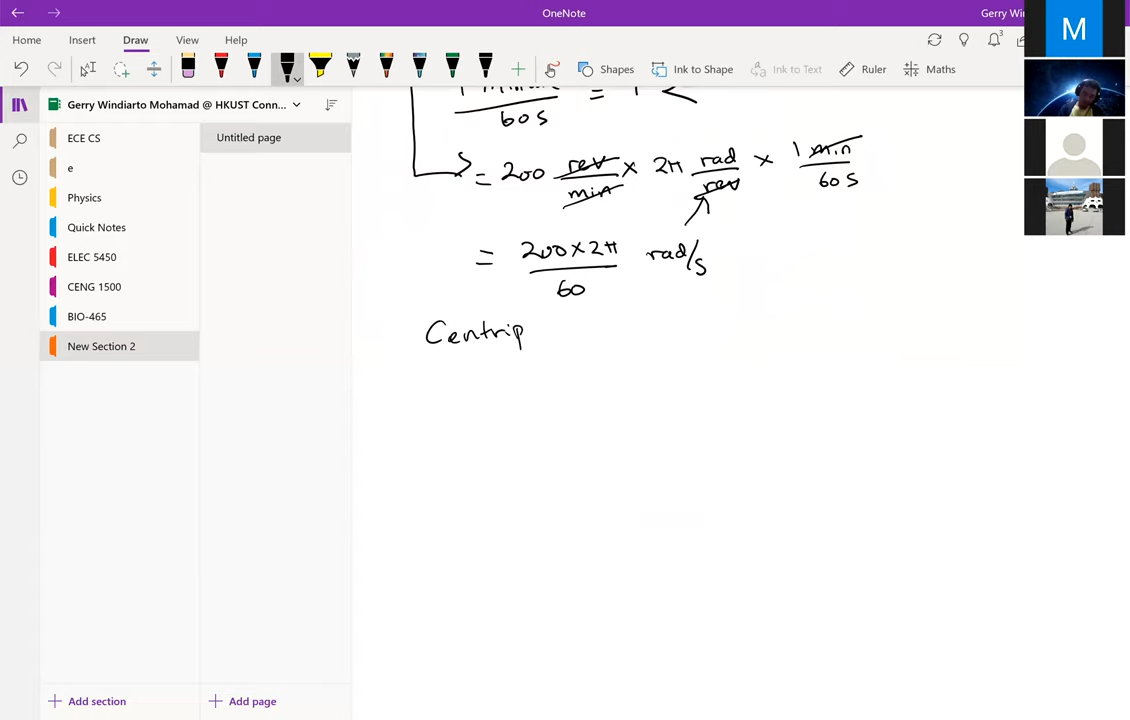 OneNote
Gerry Win
M
Home Insert Draw View Help
3
Shapes Ink to Shape Ink to Text Ruler Maths
Gerry Windiarto Mohamad @ HKUST Conn...
ECE CS
e
Physics
Quick Notes
ELEC 5450
CENG 1500
BIO-465
New Section 2
Add section
Untitled page
Add page
60 s
= 200 rev/min × 2π rad/rev × 1 min/60 s
= 200 × 2π / 60 rad/s
Centrip